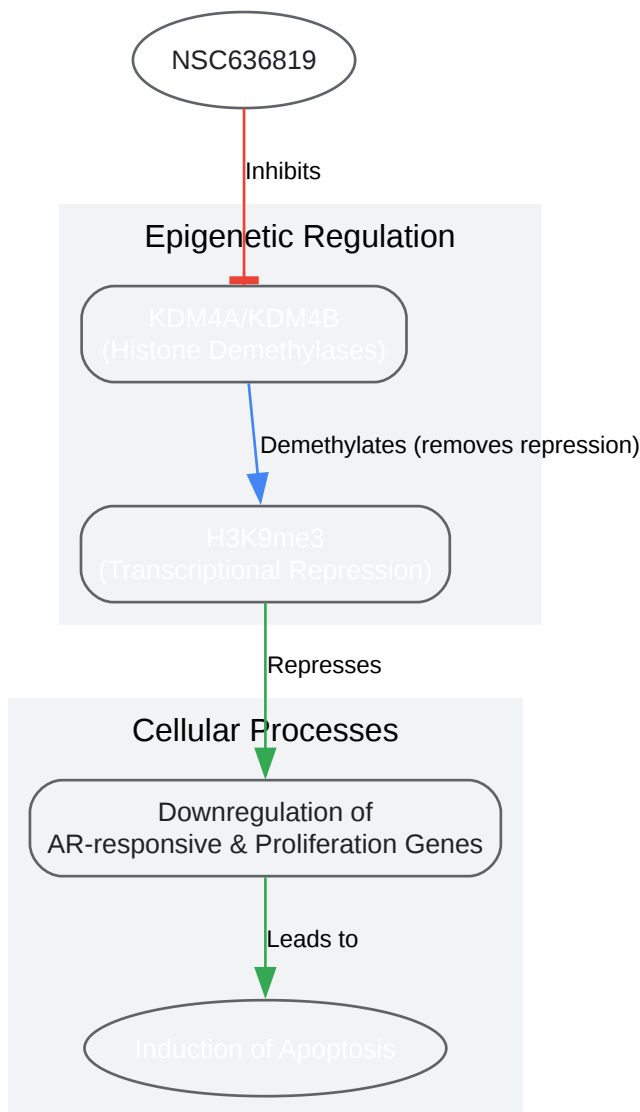 NSC636819
Inhibits
Epigenetic Regulation
KDM4A/KDM4B
(Histone Demethylases)
Demethylates (removes repression)
H3K9me3
(Transcriptional Repression)
Represses
Cellular Processes
Downregulation of
AR-responsive & Proliferation Genes
Leads to
Induction of Apoptosis